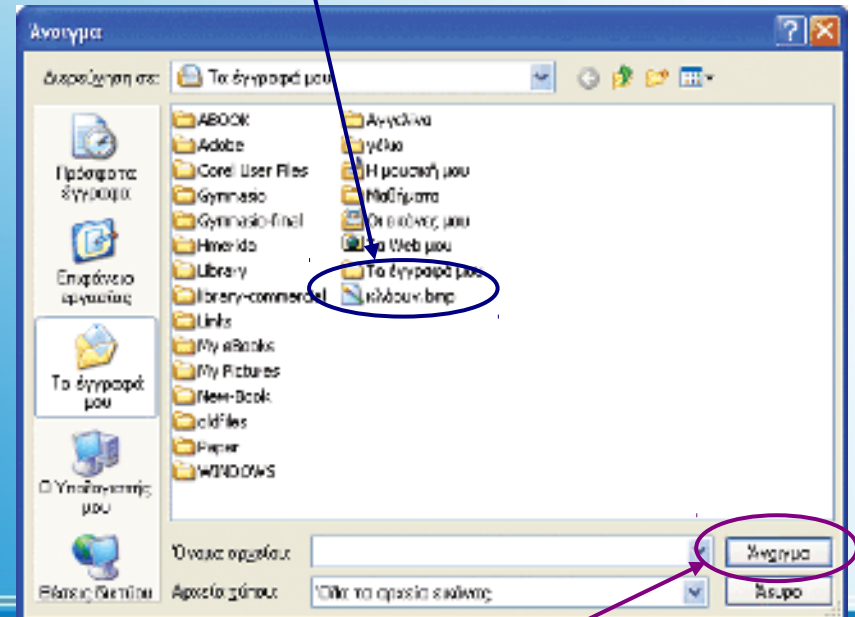 Άνοιγμα
Διερεύνηση σε:
Τα έγγραφά μου
Πρόσφατα
έγγραφα
Επιφάνεια
εργασίας
Τα έγγραφά
μου
Ο Υπολογιστής
μου
Θέσεις δικτύου
ABOOK
Adobe
Corel User Files
Gymnasio
Gymnasio-final
Hmerida
Library
library-commercial
Links
My eBooks
My Pictures
New-Book
oldfiles
Paper
WINDOWS
Αγγελίνα
γέλιο
Η μουσική μου
Μαθήματα
Οι εικόνες μου
Τα Web μου
Τα έγγραφά μου
κλόουν.bmp
Όνομα αρχείου:
Άνοιγμα
Αρχεία τύπου:
Όλα τα αρχεία εικόνας
Άκυρο